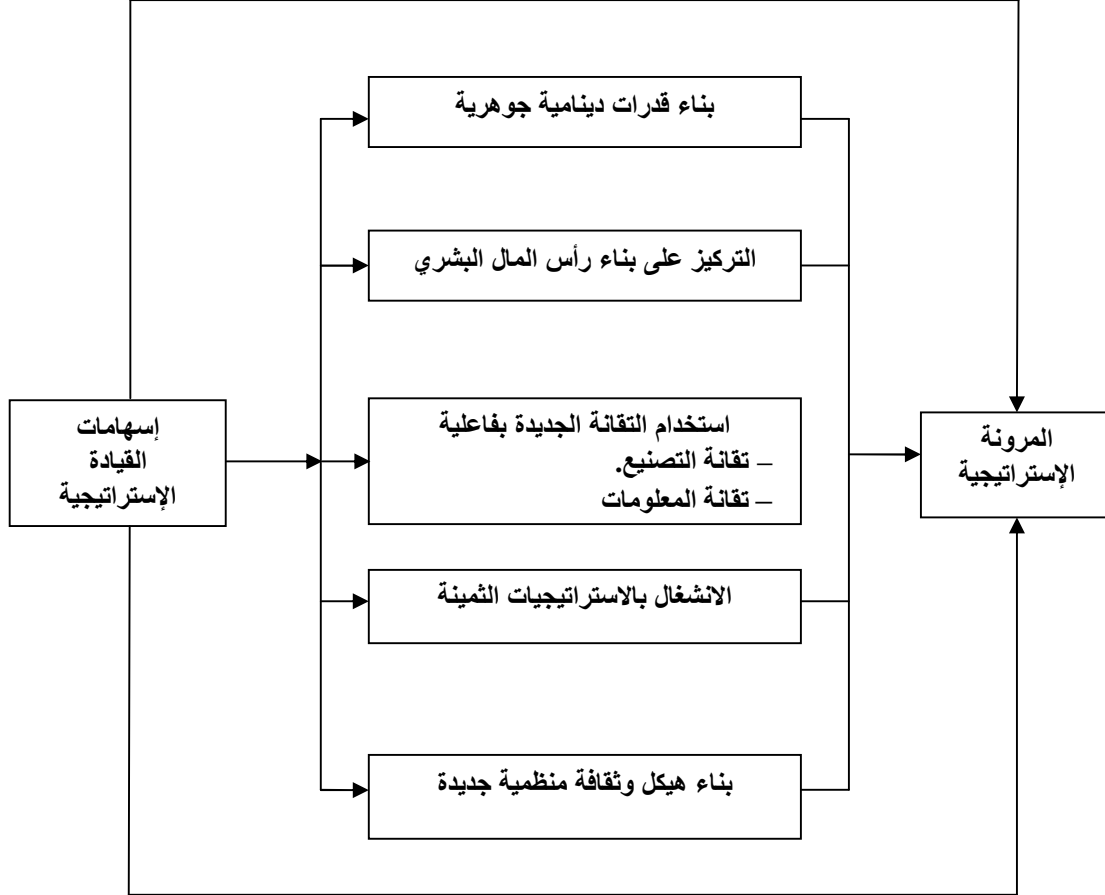 بناء قدرات دينامية جوهرية
التركيز على بناء رأس المال البشري
إسهامات
القيادة
الإستراتيجية
استخدام التقانة الجديدة بفاعلية
– تقانة التصنيع.
– تقانة المعلومات
المرونة
الإستراتيجية
الانشغال بالاستراتيجيات الثمينة
بناء هيكل وثقافة منظمية جديدة